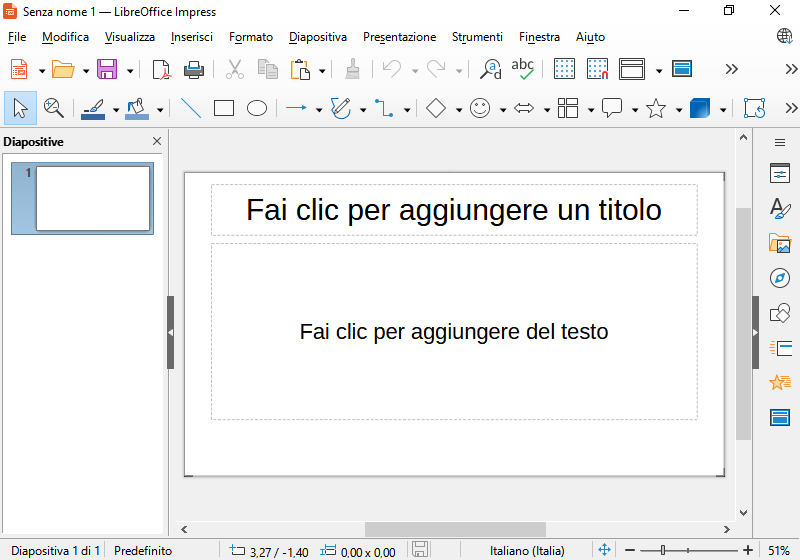 Senza nome 1 — LibreOffice Impress
File Modifica Visualizza Inserisci Formato Diapositiva Presentazione Strumenti Finestra Aiuto
abc
Diapositive
1
Fai clic per aggiungere un titolo
Fai clic per aggiungere del testo
Diapositiva 1 di 1 Predefinito 3,27 / -1,40 0,00 x 0,00 Italiano (Italia) 51%